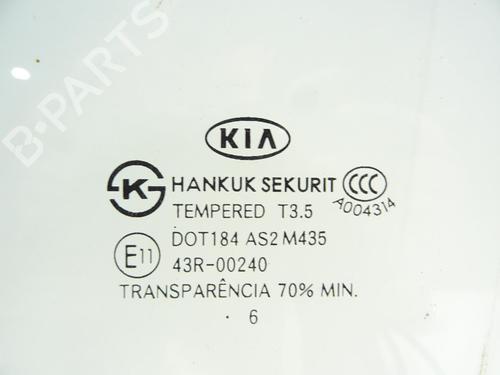 B-PARTS
KIA
K HANKUK SEKURIT CCC
A004314
TEMPERED T3.5
E11 DOT184 AS2 M435
43R-00240
TRANSPARÊNCIA 70% MIN.
. 6